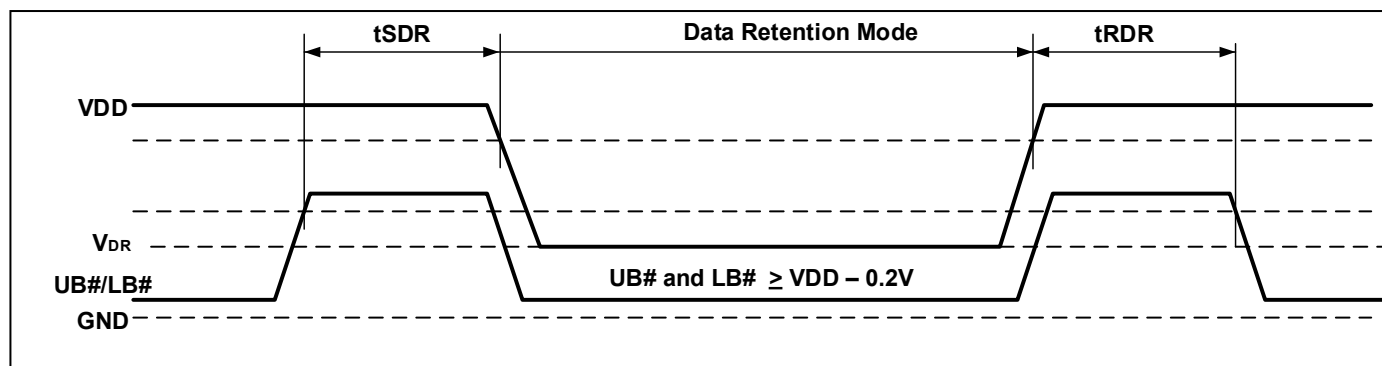 tSDR Data Retention Mode tRDR
VDD
VDR
UB# and LB# ≥ VDD – 0.2V
UB#/LB#
GND